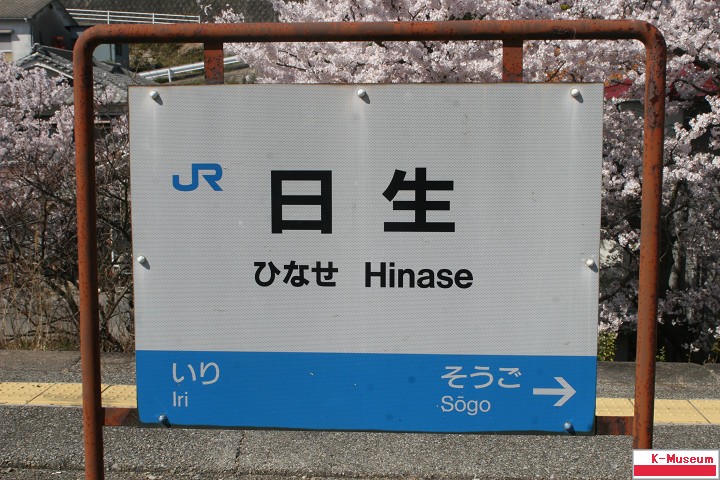 JR
日生
ひなせ Hinase
いり そうご →
Iri Sōgo
K-Museum